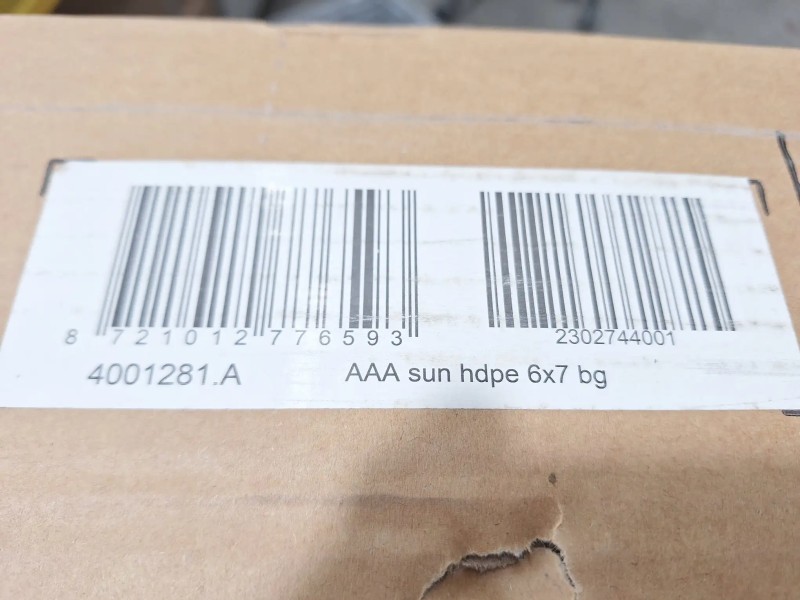 8 721012 776593
2302744001
4001281.A
AAA sun hdpe 6x7 bg